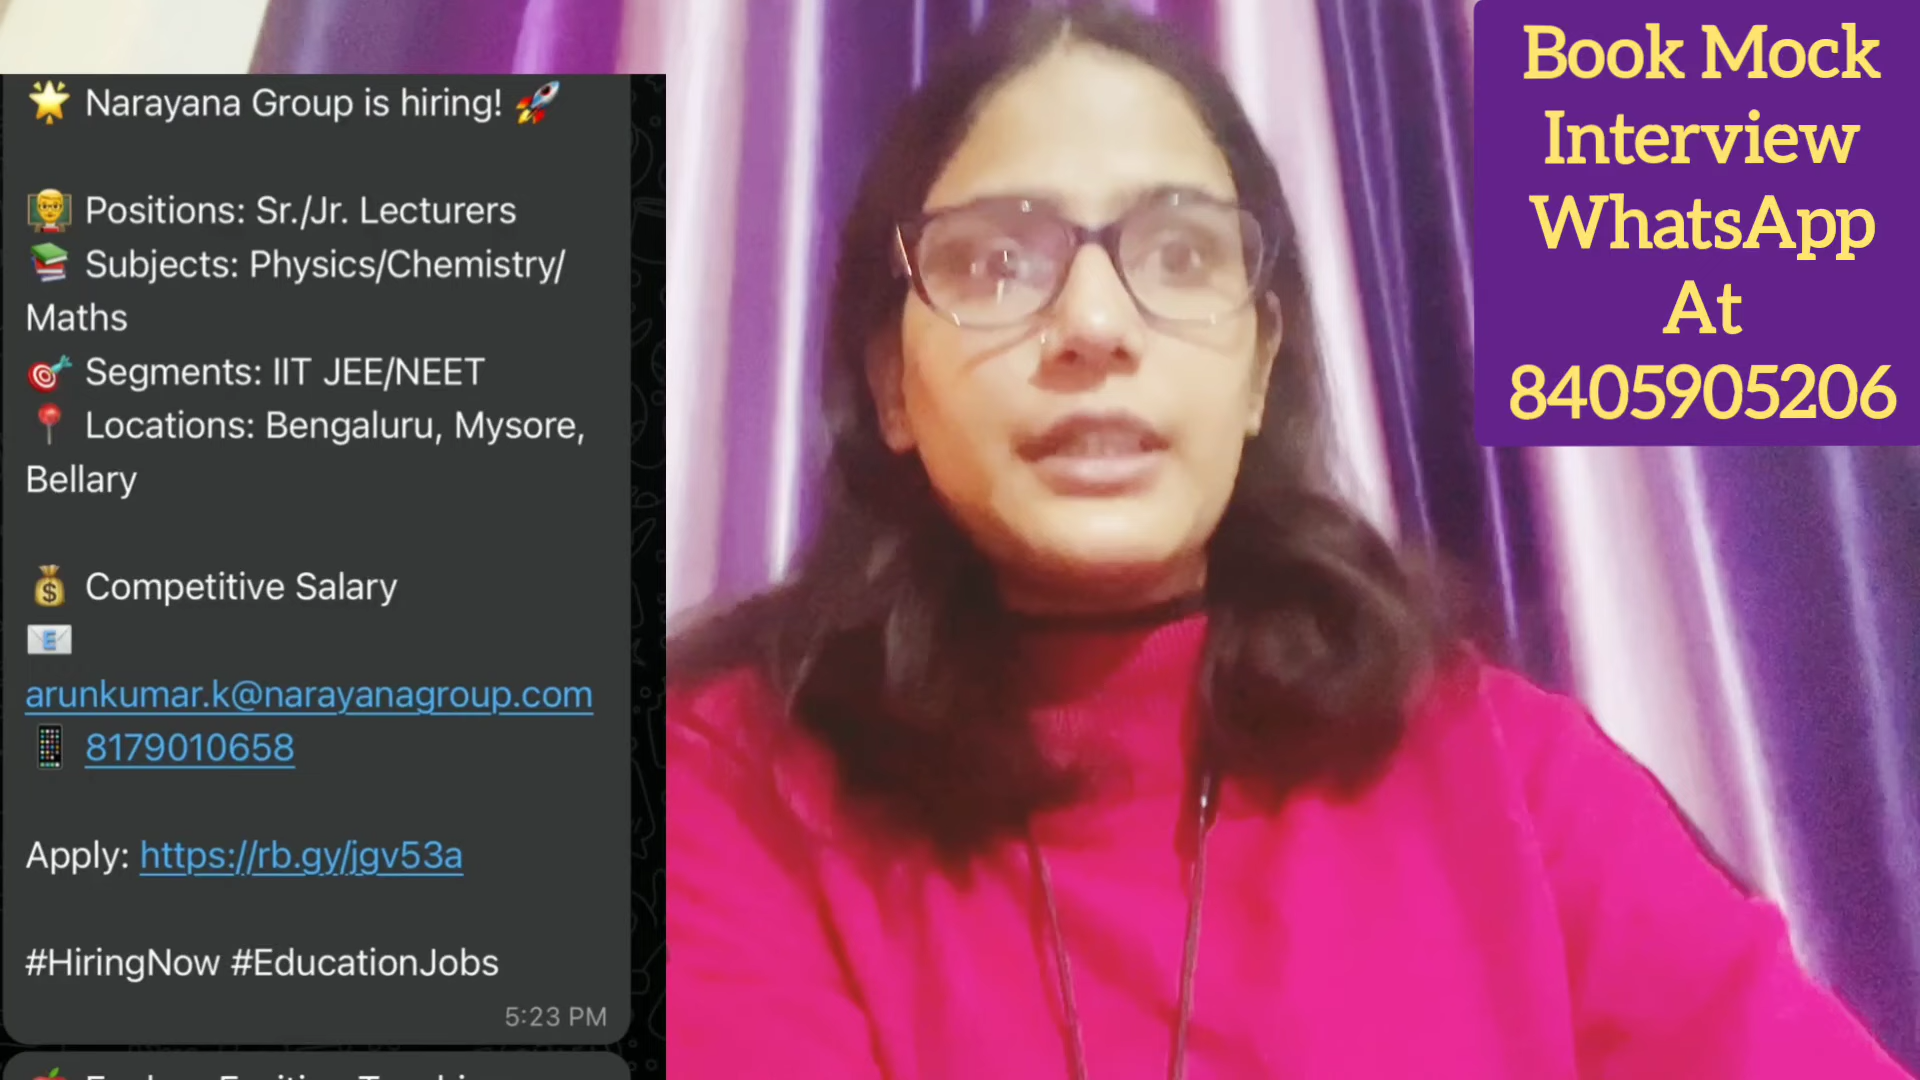 🌟 Narayana Group is hiring! 🚀
👨‍🏫 Positions: Sr./Jr. Lecturers
📚 Subjects: Physics/Chemistry/
Maths
🎯 Segments: IIT JEE/NEET
📍 Locations: Bengaluru, Mysore,
Bellary
💰 Competitive Salary
📧
arunkumar.k@narayanagroup.com
📱 8179010658
Apply: https://rb.gy/jgv53a
#HiringNow #EducationJobs
5:23 PM
Book Mock
Interview
WhatsApp
At
8405905206